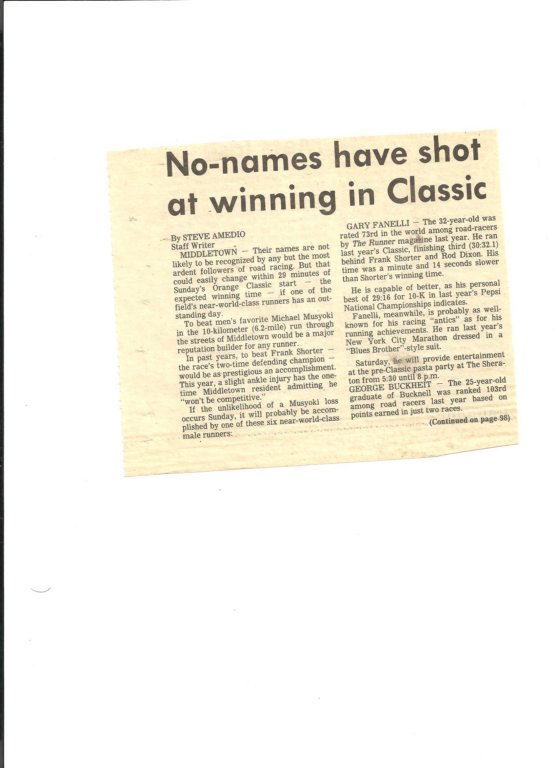 No-names have shot
at winning in Classic
By STEVE AMEDIO
Staff Writer
MIDDLETOWN — Their names are not
likely to be recognized by any but the most
ardent followers of road racing. But that
could easily change within 29 minutes of
Sunday's Orange Classic start — the
expected winning time — if one of the
field's near-world-class runners has an out-
standing day.
To beat men's favorite Michael Musyoki
in the 10-kilometer (6.2-mile) run through
the streets of Middletown would be a major
reputation builder for any runner.
In past years, to beat Frank Shorter —
the race's two-time defending champion —
would be as prestigious an accomplishment.
This year, a slight ankle injury has the one-
time Middletown resident admitting he
"won't be competitive."
If the unlikelihood of a Musyoki loss
occurs Sunday, it will probably be accom-
plished by one of these six near-world-class
male runners:
GARY FANELLI — The 32-year-old was
rated 73rd in the world among road-racers
by The Runner magazine last year. He ran
last year's Classic, finishing third (30:32.1)
behind Frank Shorter and Rod Dixon. His
time was a minute and 14 seconds slower
than Shorter's winning time.
He is capable of better, as his personal
best of 29:16 for 10-K in last year's Pepsi
National Championships indicates.
Fanelli, meanwhile, is probably as well-
known for his racing "antics" as for his
running achievements. He ran last year's
New York City Marathon dressed in a
"Blues Brother"-style suit.
Saturday, he will provide entertainment
at the pre-Classic pasta party at The Shera-
ton from 5:30 until 8 p.m.
GEORGE BUCKHEIT — The 25-year-old
graduate of Bucknell was ranked 103rd
among road racers last year based on
points earned in just two races.
(Continued on page 98)